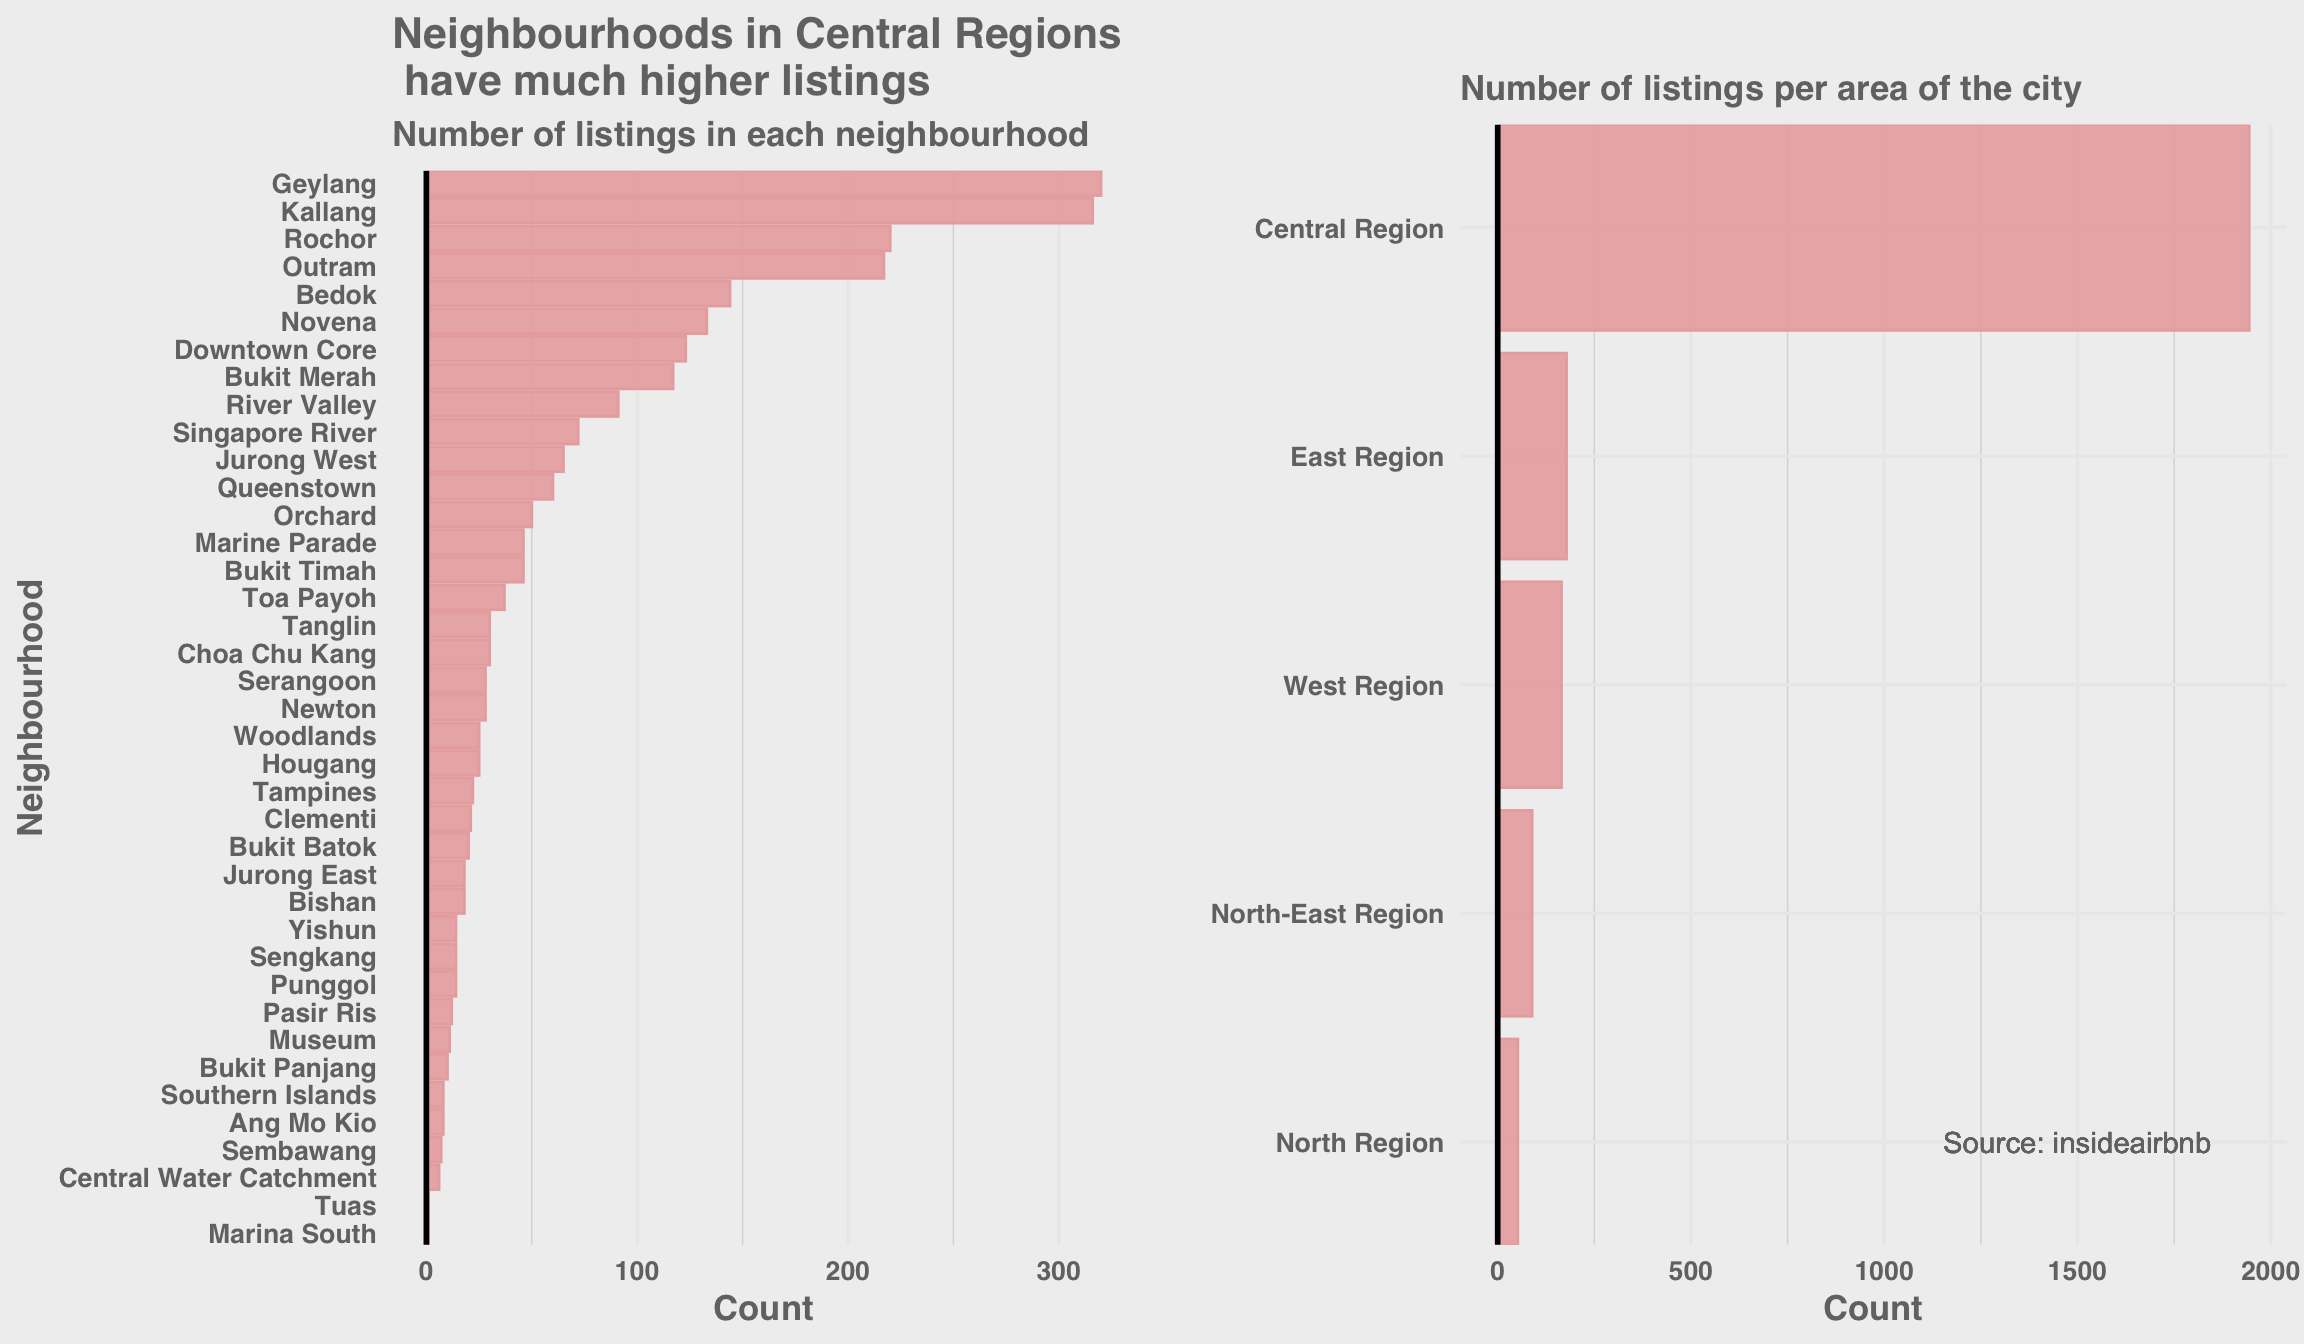 Neighbourhoods in Central Regions
have much higher listings
Number of listings in each neighbourhood
Neighbourhood
Geylang
Kallang
Rochor
Outram
Bedok
Novena
Downtown Core
Bukit Merah
River Valley
Singapore River
Jurong West
Queenstown
Orchard
Marine Parade
Bukit Timah
Toa Payoh
Tanglin
Choa Chu Kang
Serangoon
Newton
Woodlands
Hougang
Tampines
Clementi
Bukit Batok
Jurong East
Bishan
Yishun
Sengkang
Punggol
Pasir Ris
Museum
Bukit Panjang
Southern Islands
Ang Mo Kio
Sembawang
Central Water Catchment
Tuas
Marina South
0 100 200 300
Count
Number of listings per area of the city
Central Region
East Region
West Region
North-East Region
North Region
Source: insideairbnb
0 500 1000 1500 2000
Count